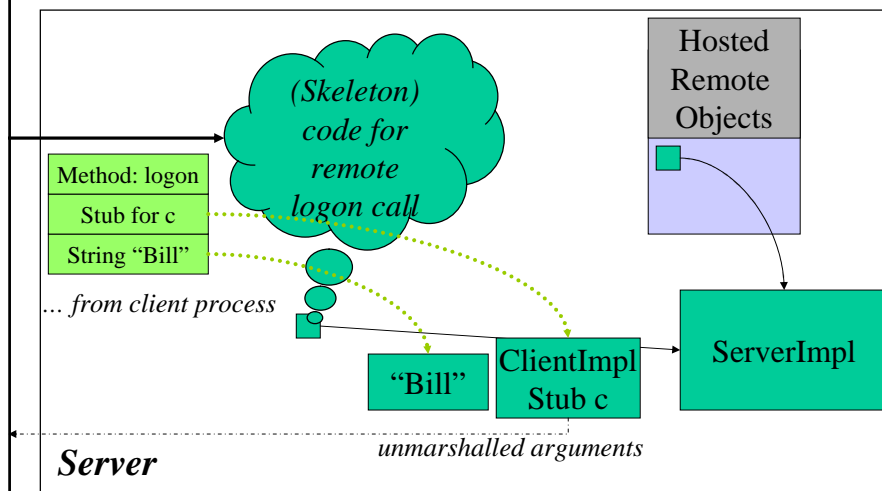 (Skeleton)
code for
remote
logon call
Hosted
Remote
Objects
Method: logon
Stub for c
String “Bill”
... from client process
“Bill”
ClientImpl
Stub c
ServerImpl
unmarshalled arguments
Server